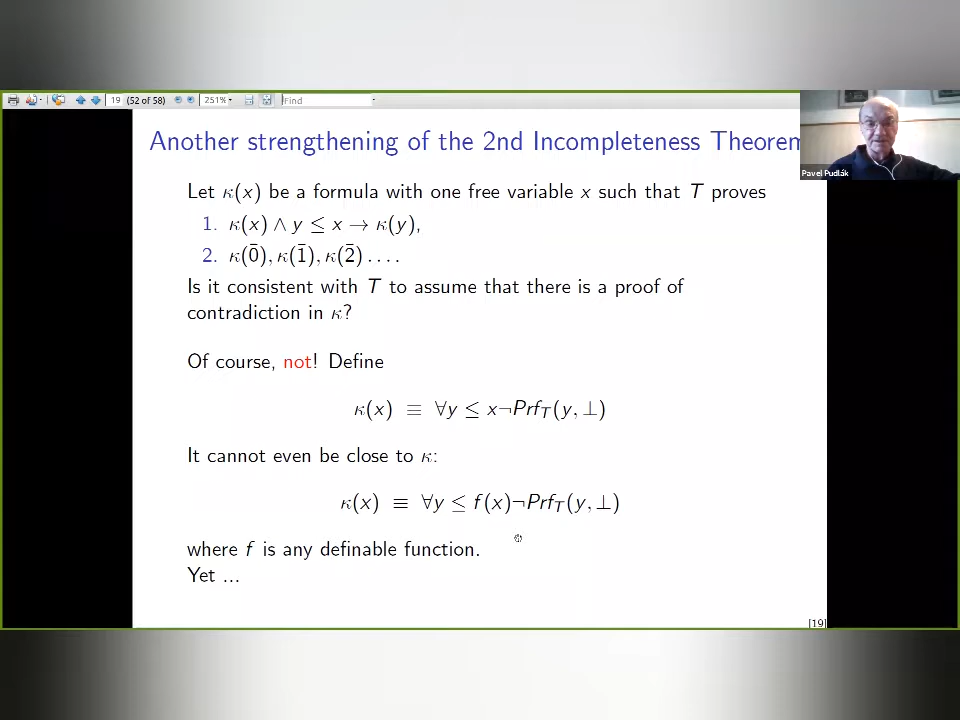 19 (52 of 58) 251% Find
Pavel Pudlák
Another strengthening of the 2nd Incompleteness Theorem
Let κ(x) be a formula with one free variable x such that T proves
1. κ(x) ∧ y ≤ x → κ(y),
2. κ(0̄), κ(1̄), κ(2̄) . . . .
Is it consistent with T to assume that there is a proof of
contradiction in κ?
Of course, not! Define
κ(x) ≡ ∀y ≤ x¬Prf_T(y, ⊥)
It cannot even be close to κ:
κ(x) ≡ ∀y ≤ f(x)¬Prf_T(y, ⊥)
where f is any definable function.
Yet ...
[19]